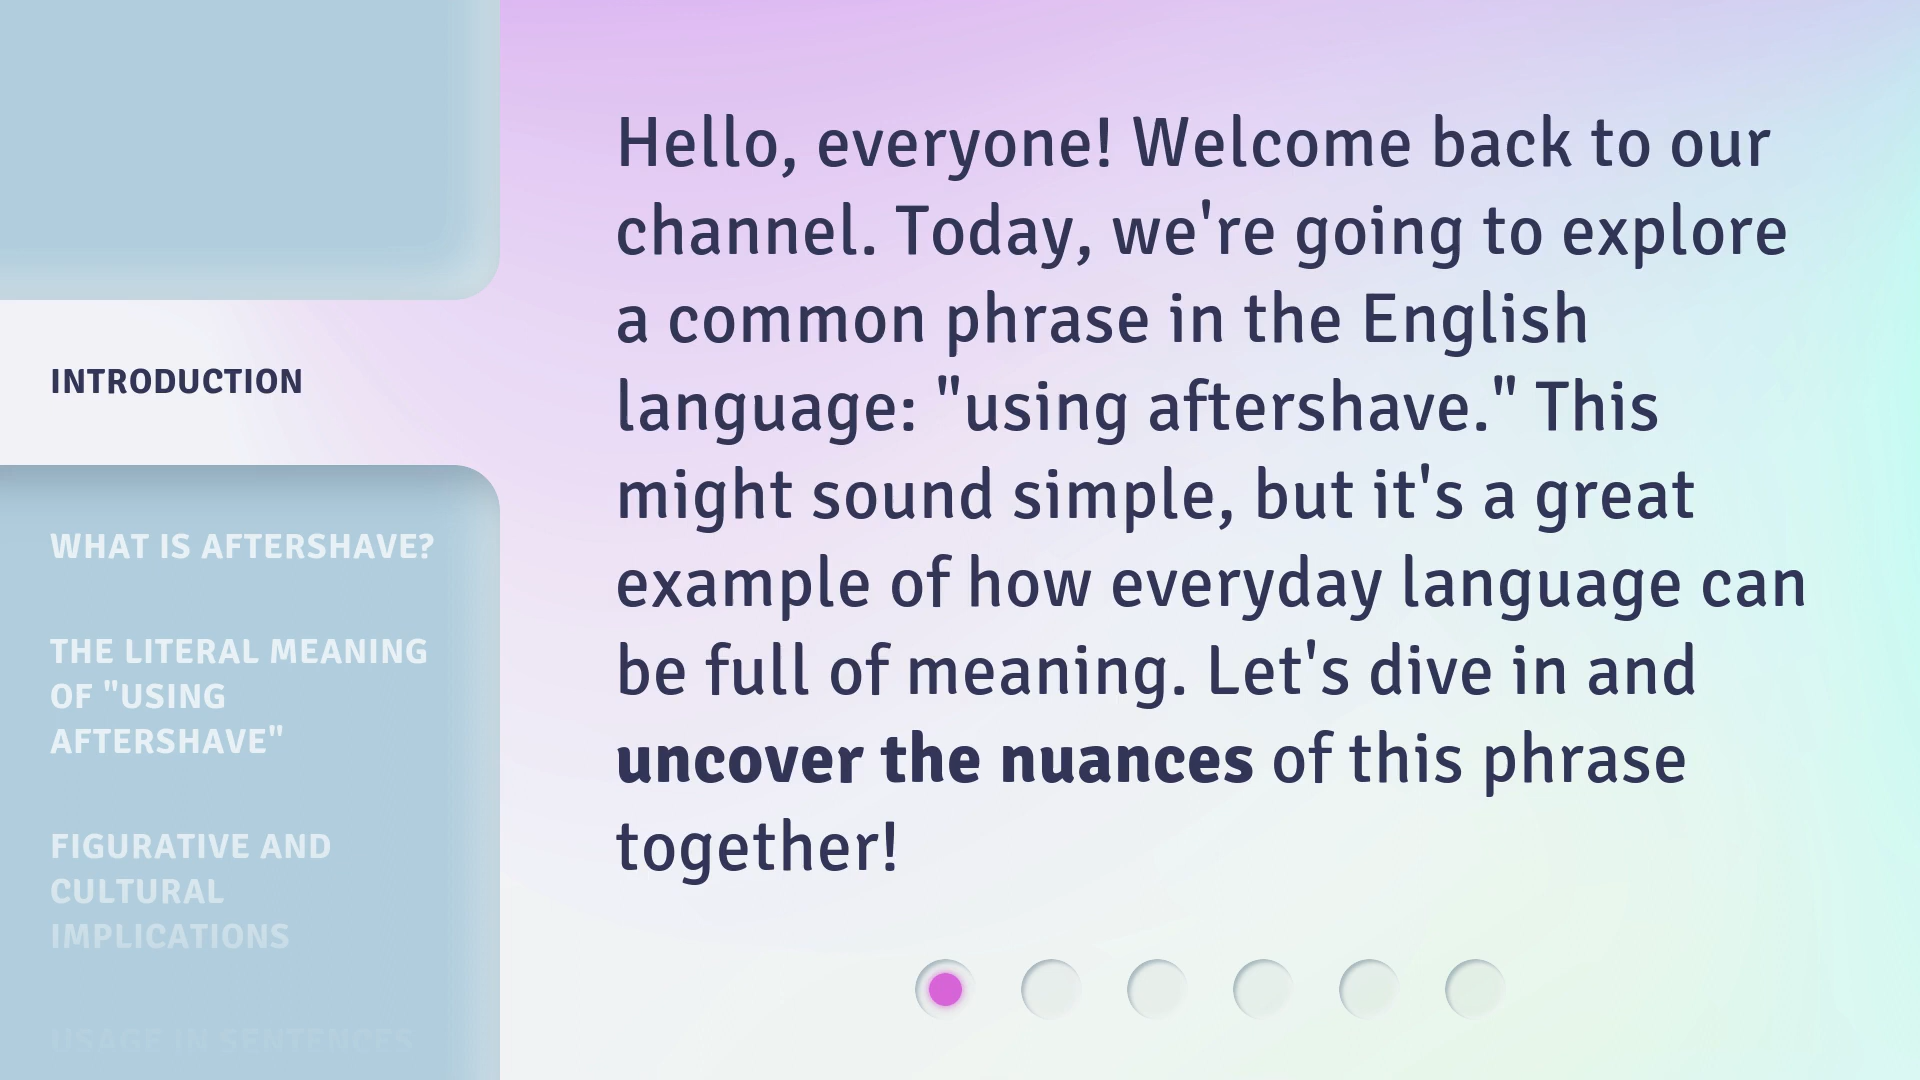 INTRODUCTION
WHAT IS AFTERSHAVE?
THE LITERAL MEANING
OF "USING
AFTERSHAVE"
FIGURATIVE AND
CULTURAL
IMPLICATIONS
USAGE IN SENTENCES
Hello, everyone! Welcome back to our
channel. Today, we're going to explore
a common phrase in the English
language: "using aftershave." This
might sound simple, but it's a great
example of how everyday language can
be full of meaning. Let's dive in and
uncover the nuances of this phrase
together!